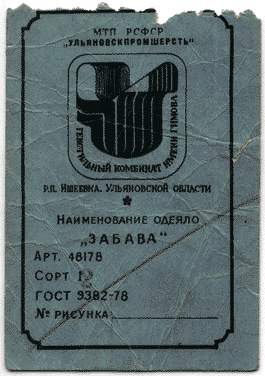 МТП РСФСР
„УЛЬЯНОВСКПРОМШЕРСТЬ"
ТЕКСТИЛЬНЫЙ КОМБИНАТ ИМЕНИ ГИМОВА
Р.П. ИШЕЕВКА. УЛЬЯНОВСКОЙ ОБЛАСТИ
НАИМЕНОВАНИЕ ОДЕЯЛО
„ЗАБАВА"
АРТ. 48178
СОРТ
ГОСТ 9382-78
№ РИСУНКА